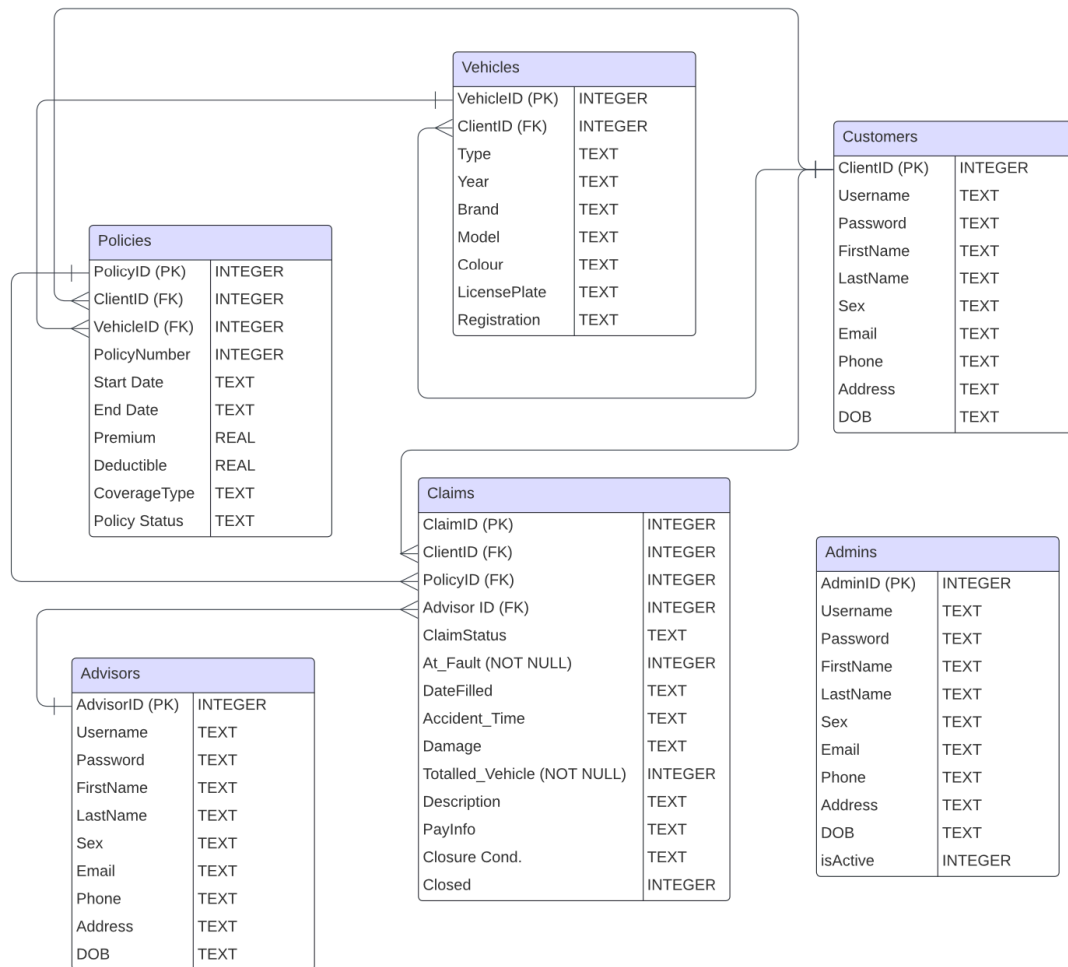 Vehicles
VehicleID (PK) INTEGER
ClientID (FK) INTEGER
Type TEXT
Year TEXT
Brand TEXT
Model TEXT
Colour TEXT
LicensePlate TEXT
Registration TEXT
Customers
ClientID (PK) INTEGER
Username TEXT
Password TEXT
FirstName TEXT
LastName TEXT
Sex TEXT
Email TEXT
Phone TEXT
Address TEXT
DOB TEXT
Policies
PolicyID (PK) INTEGER
ClientID (FK) INTEGER
VehicleID (FK) INTEGER
PolicyNumber INTEGER
Start Date TEXT
End Date TEXT
Premium REAL
Deductible REAL
CoverageType TEXT
Policy Status TEXT
Claims
ClaimID (PK) INTEGER
ClientID (FK) INTEGER
PolicyID (FK) INTEGER
Advisor ID (FK) INTEGER
ClaimStatus TEXT
At_Fault (NOT NULL) INTEGER
DateFilled TEXT
Accident_Time TEXT
Damage TEXT
Totalled_Vehicle (NOT NULL) INTEGER
Description TEXT
PayInfo TEXT
Closure Cond. TEXT
Closed INTEGER
Admins
AdminID (PK) INTEGER
Username TEXT
Password TEXT
FirstName TEXT
LastName TEXT
Sex TEXT
Email TEXT
Phone TEXT
Address TEXT
DOB TEXT
isActive INTEGER
Advisors
AdvisorID (PK) INTEGER
Username TEXT
Password TEXT
FirstName TEXT
LastName TEXT
Sex TEXT
Email TEXT
Phone TEXT
Address TEXT
DOB TEXT